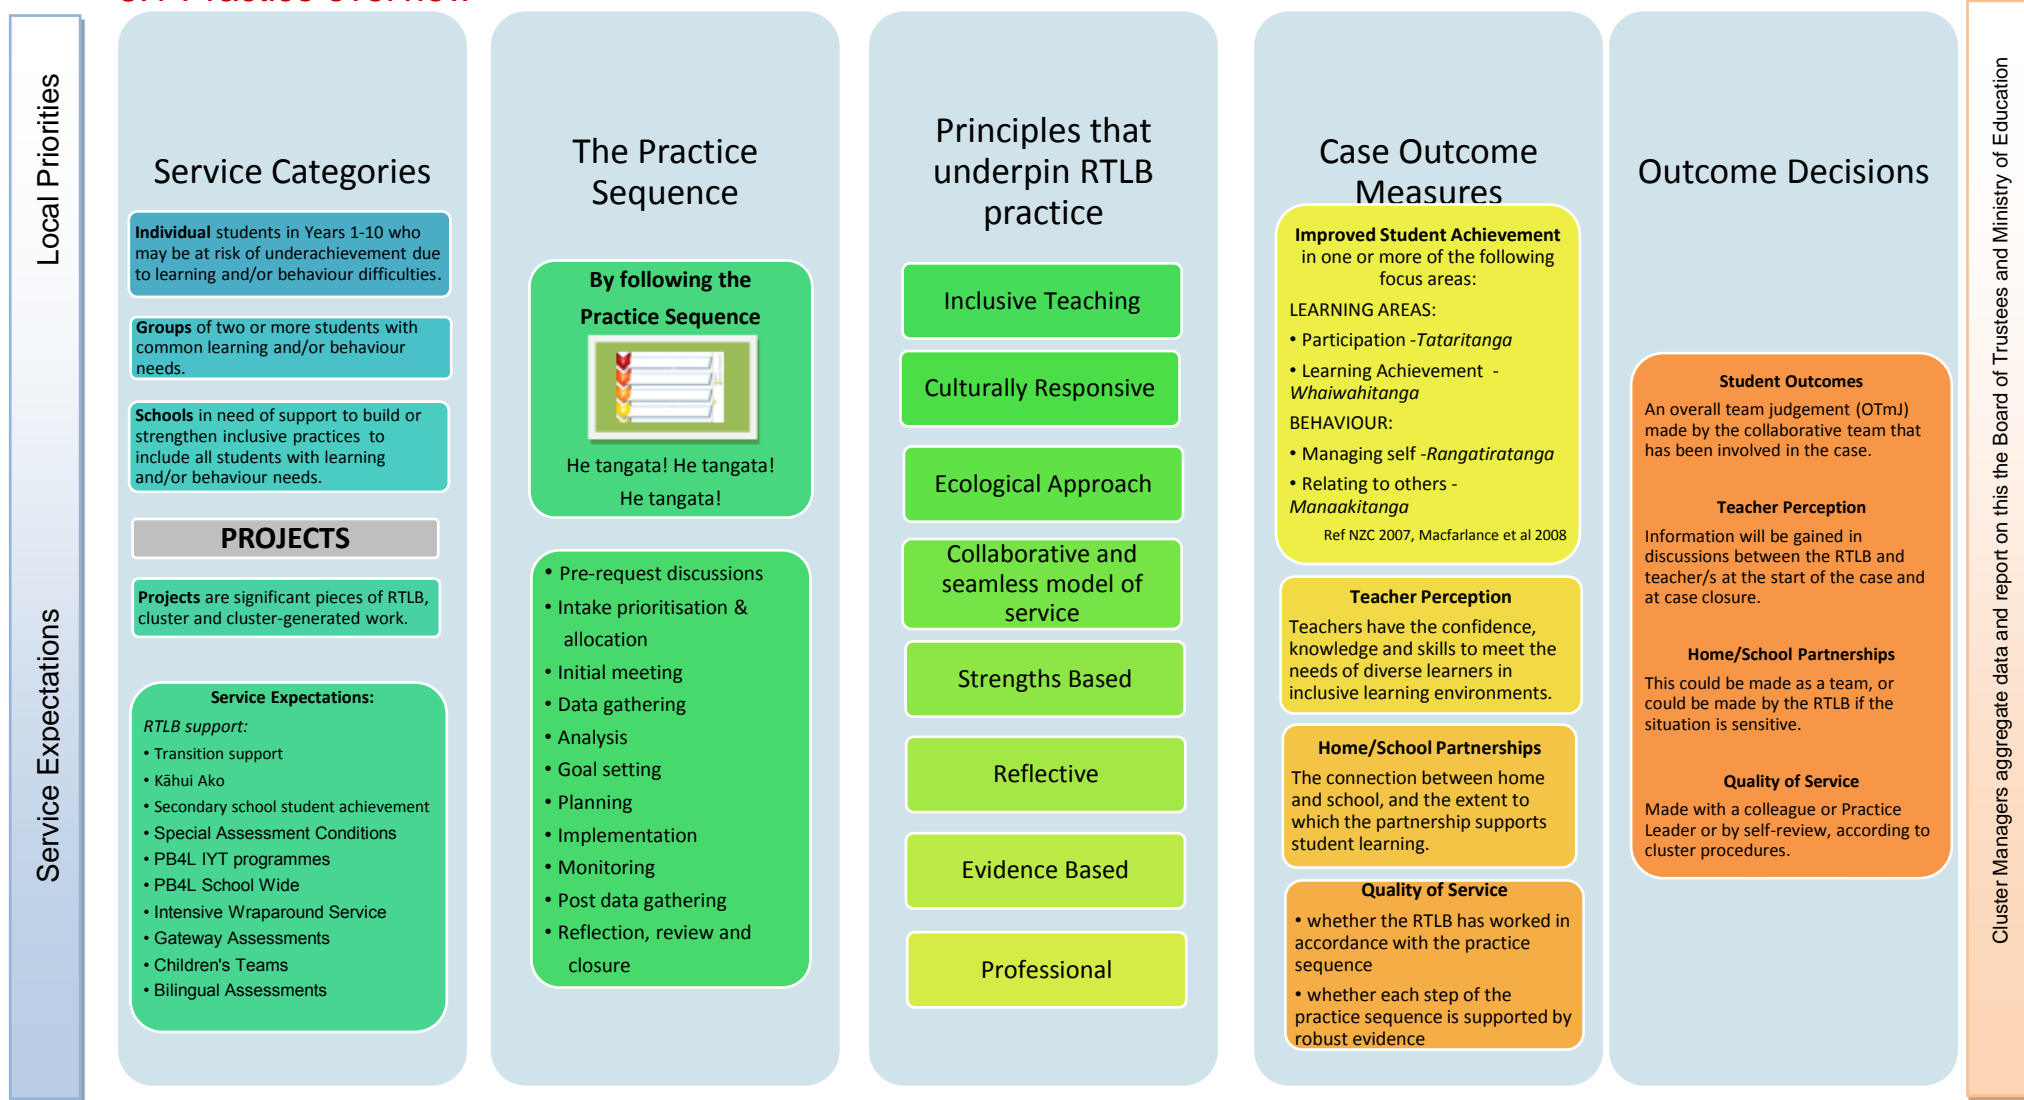 Local Priorities
Service Expectations
Service Categories
Individual students in Years 1-10 who
may be at risk of underachievement due
to learning and/or behaviour difficulties.
Groups of two or more students with
common learning and/or behaviour
needs.
Schools in need of support to build or
strengthen inclusive practices to
include all students with learning
and/or behaviour needs.
PROJECTS
Projects are significant pieces of RTLB,
cluster and cluster-generated work.
Service Expectations:
RTLB support:
• Transition support
• Kāhui Ako
• Secondary school student achievement
• Special Assessment Conditions
• PB4L IYT programmes
• PB4L School Wide
• Intensive Wraparound Service
• Gateway Assessments
• Children's Teams
• Bilingual Assessments
The Practice
Sequence
By following the
Practice Sequence
He tangata! He tangata!
He tangata!
• Pre-request discussions
• Intake prioritisation &
allocation
• Initial meeting
• Data gathering
• Analysis
• Goal setting
• Planning
• Implementation
• Monitoring
• Post data gathering
• Reflection, review and
closure
Principles that
underpin RTLB
practice
Inclusive Teaching
Culturally Responsive
Ecological Approach
Collaborative and
seamless model of
service
Strengths Based
Reflective
Evidence Based
Professional
Case Outcome
Measures
Improved Student Achievement
in one or more of the following
focus areas:
LEARNING AREAS:
• Participation -Tataritanga
• Learning Achievement -
Whaiwahitanga
BEHAVIOUR:
• Managing self -Rangatiratanga
• Relating to others -
Manaakitanga
Ref NZC 2007, Macfarlance et al 2008
Teacher Perception
Teachers have the confidence,
knowledge and skills to meet the
needs of diverse learners in
inclusive learning environments.
Home/School Partnerships
The connection between home
and school, and the extent to
which the partnership supports
student learning.
Quality of Service
• whether the RTLB has worked in
accordance with the practice
sequence
• whether each step of the
practice sequence is supported by
robust evidence
Outcome Decisions
Student Outcomes
An overall team judgement (OTmJ)
made by the collaborative team that
has been involved in the case.
Teacher Perception
Information will be gained in
discussions between the RTLB and
teacher/s at the start of the case and
at case closure.
Home/School Partnerships
This could be made as a team, or
could be made by the RTLB if the
situation is sensitive.
Quality of Service
Made with a colleague or Practice
Leader or by self-review, according to
cluster procedures.
Cluster Managers aggregate data and report on this the Board of Trustees and Ministry of Education